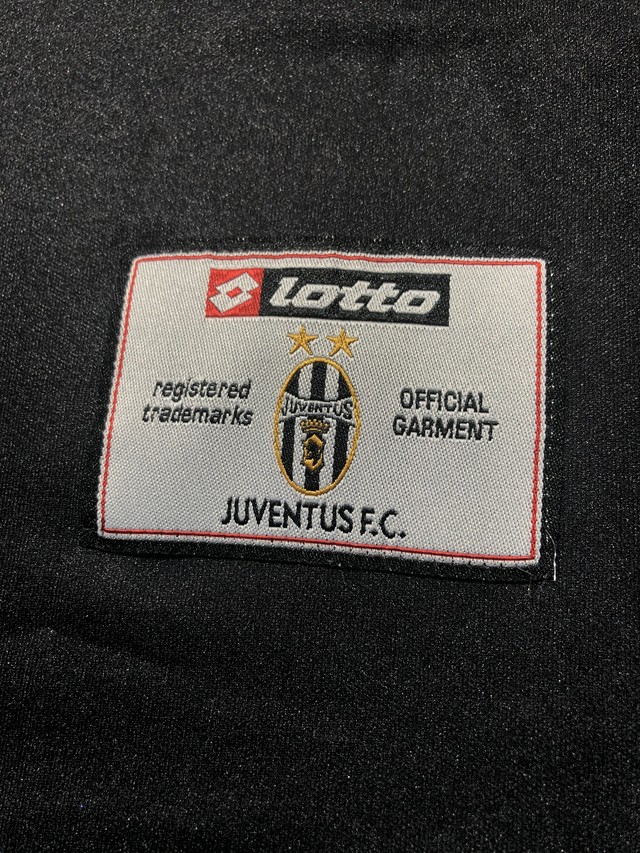 lotto
registered
trademarks
JUVENTUS
OFFICIAL
GARMENT
JUVENTUS F.C.